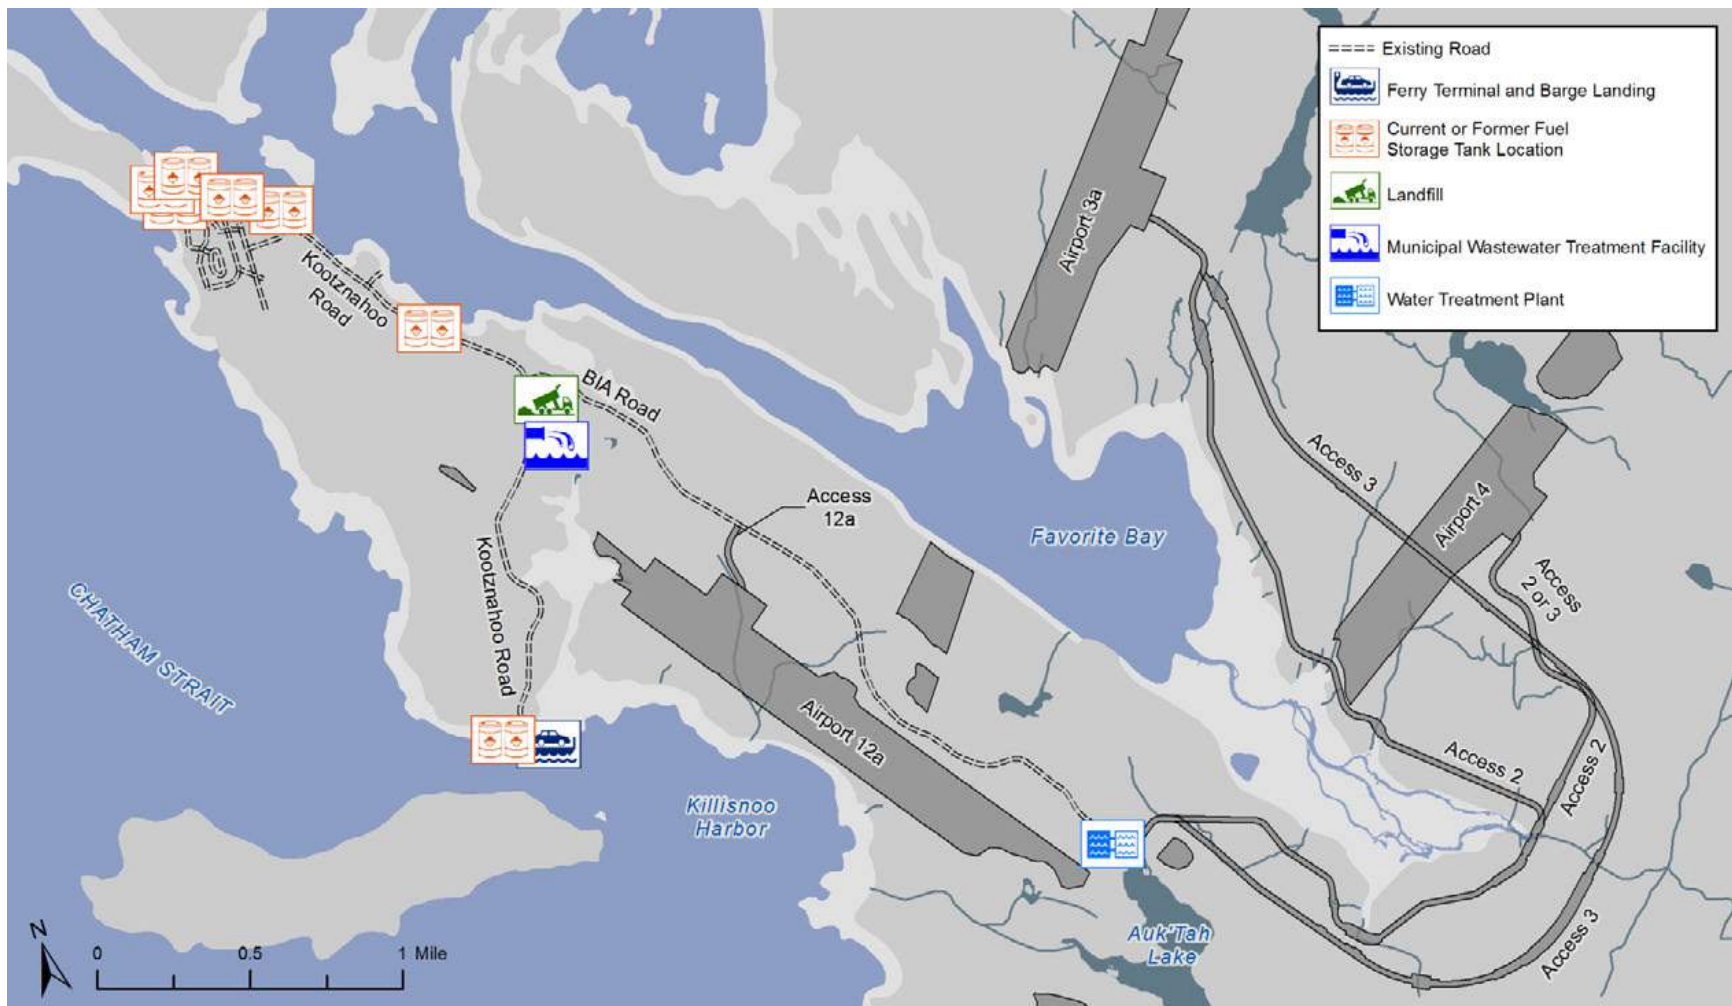 Existing Road
Ferry Terminal and Barge Landing
Current or Former Fuel
Storage Tank Location
Landfill
Municipal Wastewater Treatment Facility
Water Treatment Plant
Airport 3a
Kootznahoo
Road
BIA Road
Access 3
Access
12a
Airport 4
Favorite Bay
Access
2 or 3
CHATHAM STRAIT
Kootznahoo Road
Airport 12a
Access 2
Access 2
Killisnoo
Harbor
Auk'Tah
Lake
Access 3
N
0
0.5
1 Mile